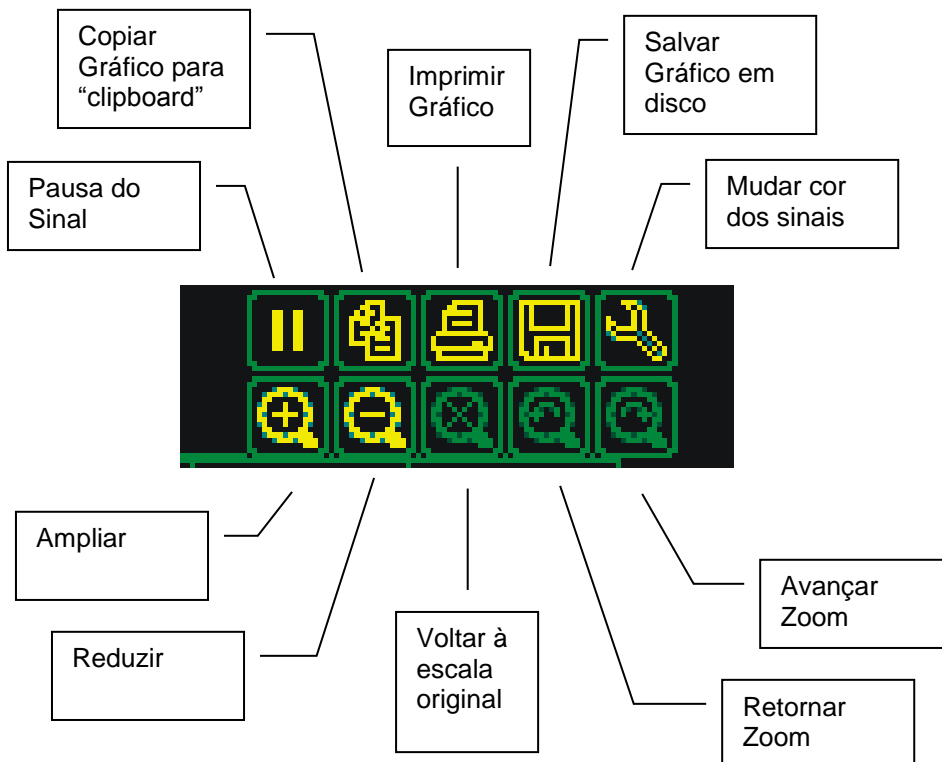 Copiar
Gráfico para
“clipboard”
Imprimir
Gráfico
Salvar
Gráfico em
disco
Pausa do
Sinal
Mudar cor
dos sinais
Ampliar
Reduzir
Voltar à
escala
original
Avançar
Zoom
Retornar
Zoom